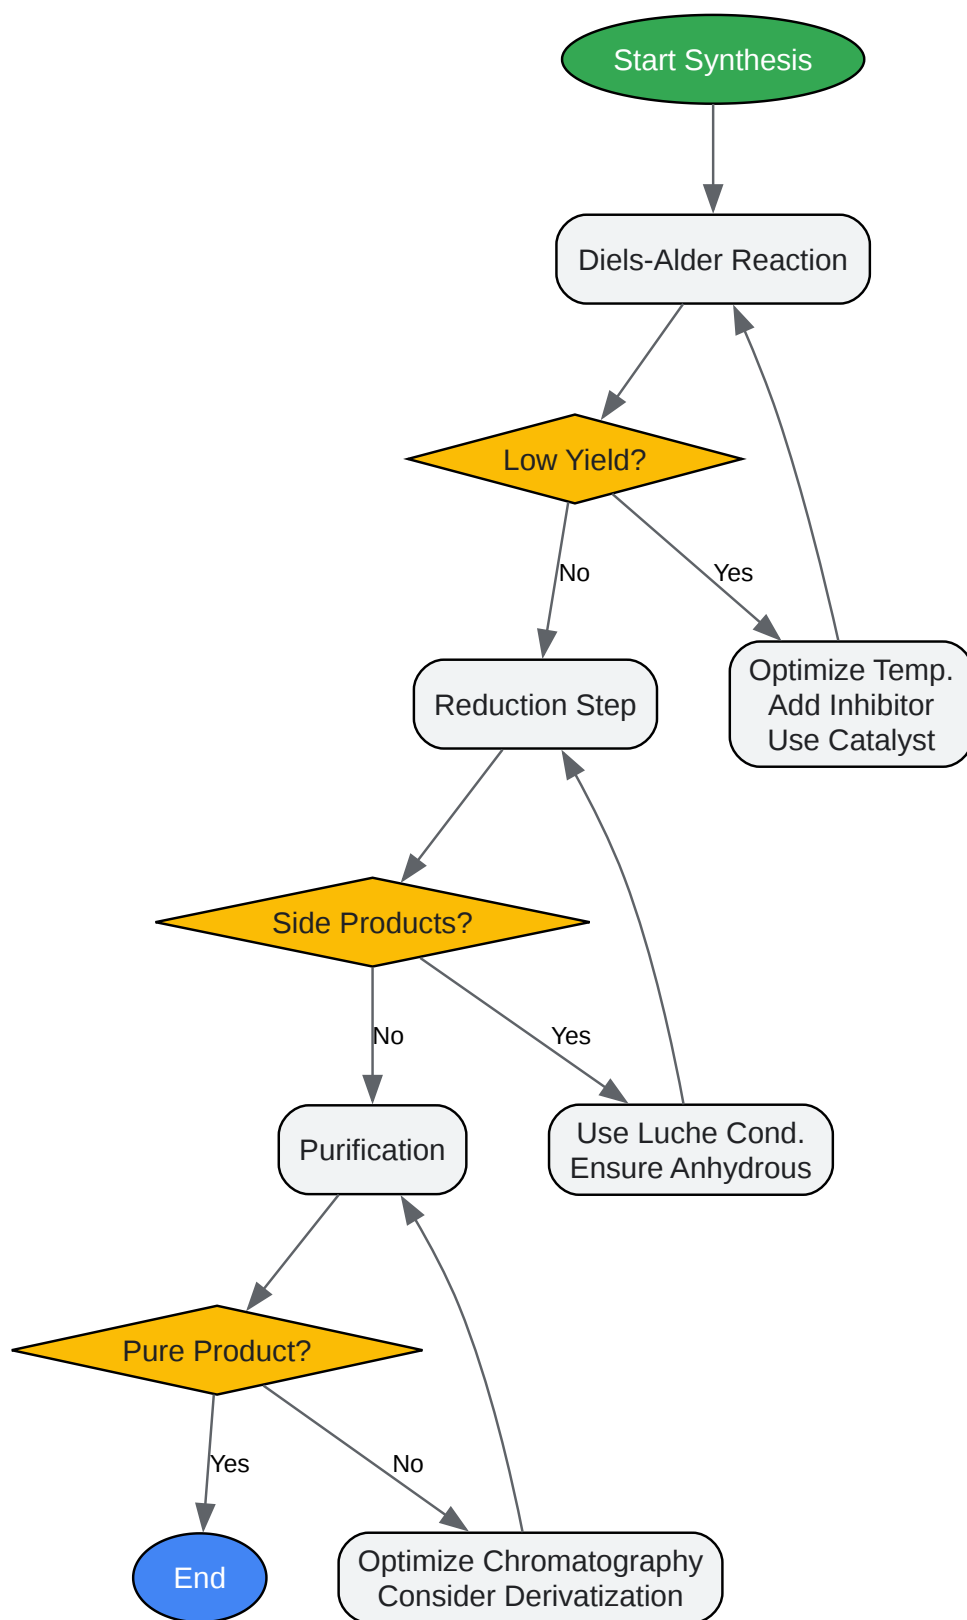 Start Synthesis
Diels-Alder Reaction
Low Yield?
No
Yes
Reduction Step
Optimize Temp.
Add Inhibitor
Use Catalyst
Side Products?
No
Yes
Purification
Use Luche Cond.
Ensure Anhydrous
Pure Product?
Yes
No
End
Optimize Chromatography
Consider Derivatization